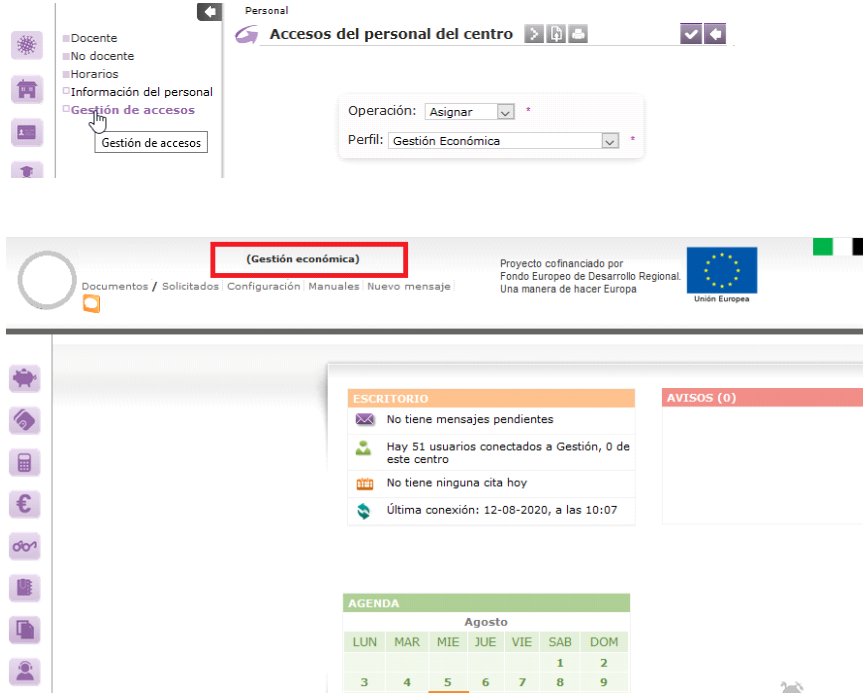 Personal
Accesos del personal del centro
Docente
No docente
Horarios
Información del personal
Gestión de accesos
Gestión de accesos
Operación: Asignar *
Perfil: Gestión Económica *
(Gestión económica)
Documentos / Solicitados Configuración Manuales Nuevo mensaje
Proyecto cofinanciado por
Fondo Europeo de Desarrollo Regional.
Una manera de hacer Europa
Unión Europea
ESCRITORIO
No tiene mensajes pendientes
Hay 51 usuarios conectados a Gestión, 0 de
este centro
No tiene ninguna cita hoy
Última conexión: 12-08-2020, a las 10:07
AVISOS (0)
AGENDA
Agosto
LUN MAR MIE JUE VIE SAB DOM
1 2
3 4 5 6 7 8 9